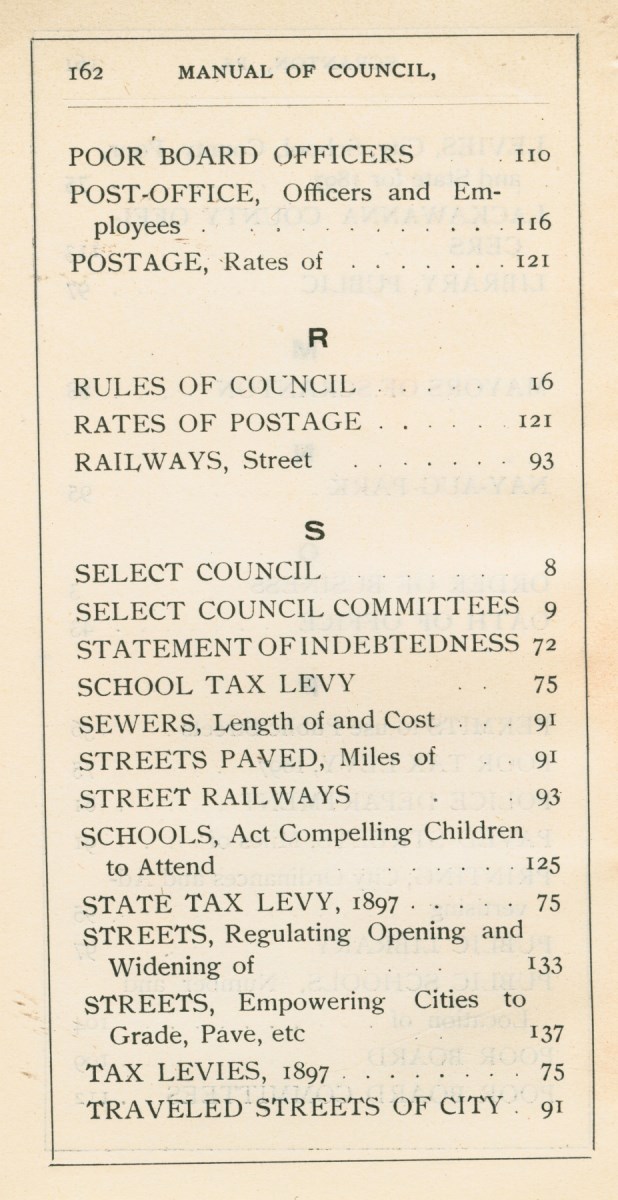 162 MANUAL OF COUNCIL,
POOR BOARD OFFICERS . 110
POST-OFFICE, Officers and Em-
ployees . . . . . . . . . . . . 116
POSTAGE, Rates of . . . . . . . 121
R
RULES OF COUNCIL . . . . . 16
RATES OF POSTAGE . . . . . . 121
RAILWAYS, Street . . . . . . . 93
S
SELECT COUNCIL 8
SELECT COUNCIL COMMITTEES 9
STATEMENT OF INDEBTEDNESS 72
SCHOOL TAX LEVY . . 75
SEWERS, Length of and Cost . . . 91
STREETS PAVED, Miles of . . 91
STREET RAILWAYS . . . 93
SCHOOLS, Act Compelling Children
to Attend . . . . . . . . 125
STATE TAX LEVY, 1897 . . . . . 75
STREETS, Regulating Opening and
Widening of . . . 133
STREETS, Empowering Cities to
Grade, Pave, etc . . 137
TAX LEVIES, 1897 . . . . . . . . 75
TRAVELED STREETS OF CITY . 91